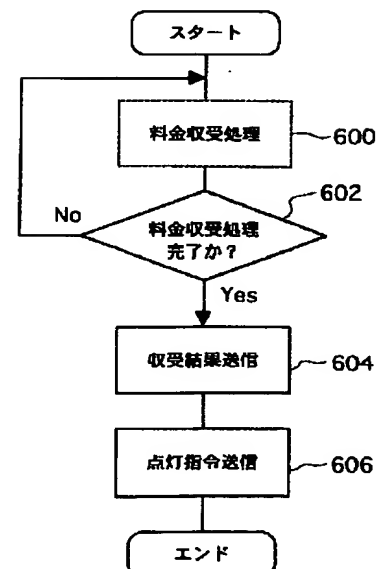 スタート
料金収受処理
600
602
No
料金収受処理
完了か？
Yes
収受結果送信
604
点灯指令送信
606
エンド